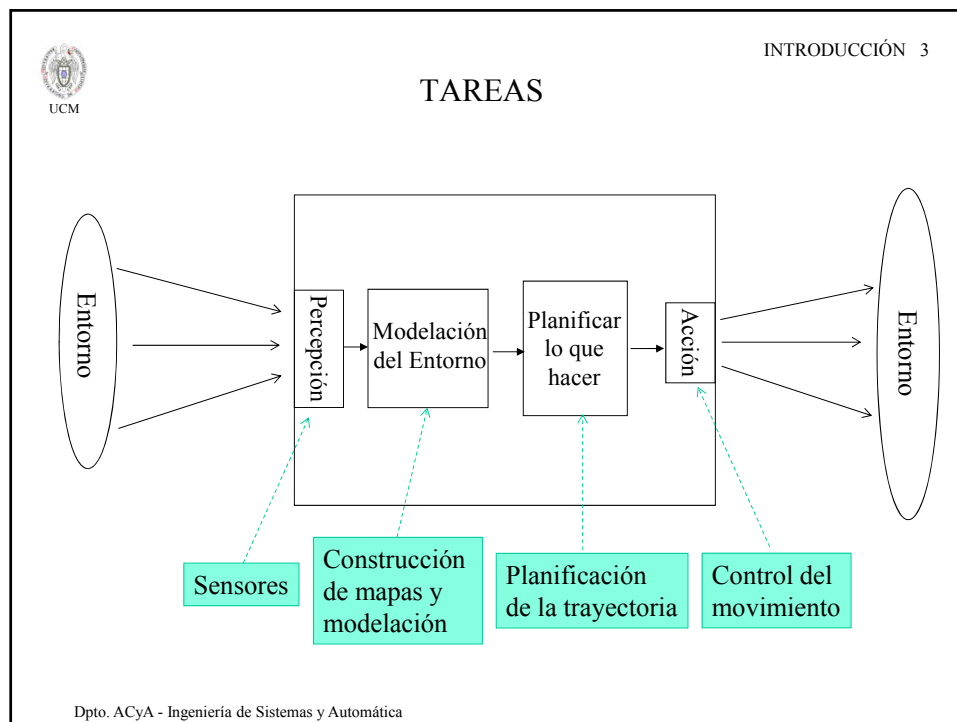 INTRODUCCIÓN 3
UCM
TAREAS
Entorno
Percepción
Modelación
del Entorno
Planificar
lo que
hacer
Acción
Entorno
Sensores
Construcción
de mapas y
modelación
Planificación
de la trayectoria
Control del
movimiento
Dpto. ACyA - Ingeniería de Sistemas y Automática